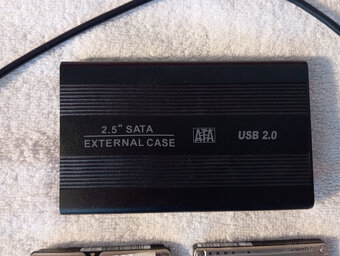 2.5" SATA
EXTERNAL CASE
SATA
USB 2.0